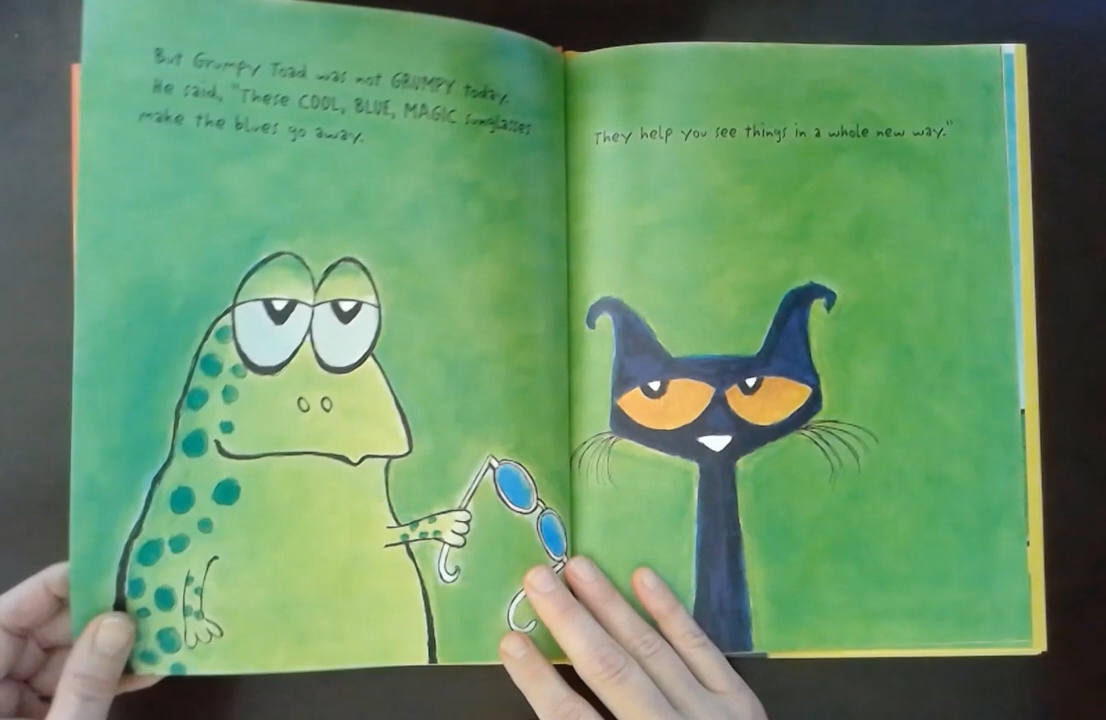 But Grumpy Toad was not GRUMPY today.
He said, "These COOL, BLUE, MAGIC sunglasses
make the blues go away.
They help you see things in a whole new way."